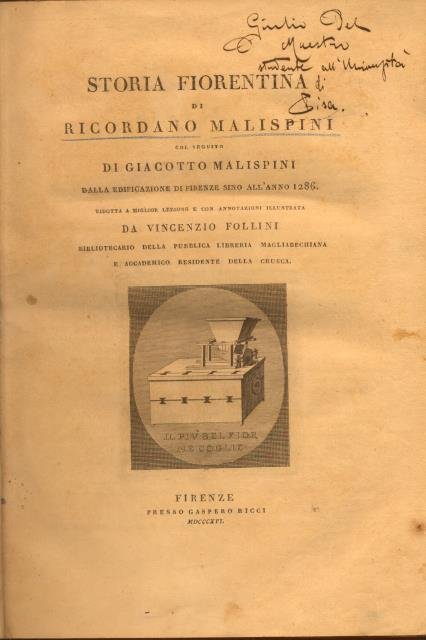 Giulio Del
Maestro
studente all'Università
di
Pisa.
STORIA FIORENTINA
DI
RICORDANO MALISPINI
COL SEGUITO
DI GIACOTTO MALISPINI
DALLA EDIFICAZIONE DI FIRENZE SINO ALL'ANNO 1286.
RIDOTTA A MIGLIOR LEZIONE E CON ANNOTAZIONI ILLUSTRATA
DA VINCENZIO FOLLINI
BIBLIOTECARIO DELLA PUBBLICA LIBRERIA MAGLIABECHIANA
E ACCADEMICO RESIDENTE DELLA CRUSCA.
IL PIV' BEL FIOR
NE COGLIE
FIRENZE
PRESSO GASPERO RICCI
MDCCCXVI.